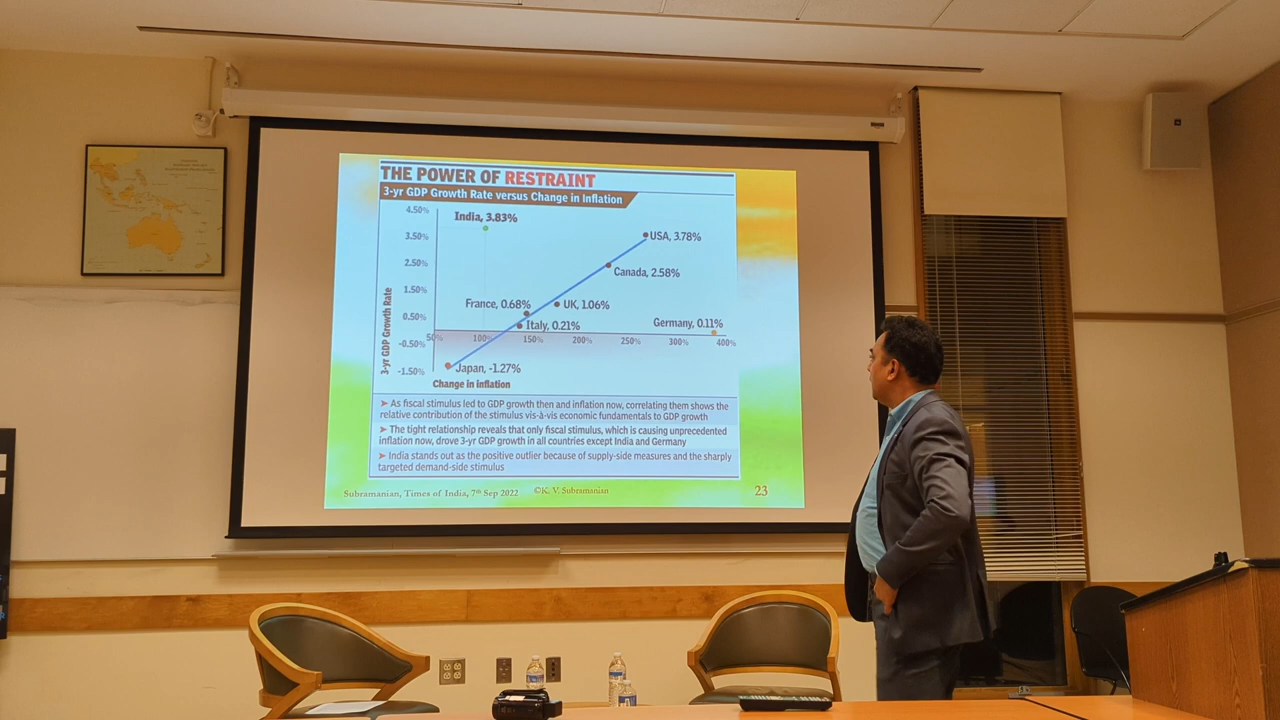 THE POWER OF RESTRAINT
3-yr GDP Growth Rate versus Change in Inflation
4.50%
India, 3.83%
3.50%
USA, 3.78%
2.50%
Canada, 2.58%
1.50%
France, 0.68%
UK, 1.06%
0.50%
Italy, 0.21%
Germany, 0.11%
50%
100%
150%
200%
250%
300%
350%
400%
-0.50%
-1.50%
Japan, -1.27%
3-yr GDP Growth Rate
Change in inflation
➤ As fiscal stimulus led to GDP growth then and inflation now, correlating them shows the
relative contribution of the stimulus vis-à-vis economic fundamentals to GDP growth
➤ The tight relationship reveals that only fiscal stimulus, which is causing unprecedented
inflation now, drove 3-yr GDP growth in all countries except India and Germany
➤ India stands out as the positive outlier because of supply-side measures and the sharply
targeted demand-side stimulus
Subramanian, Times of India, 7th Sep 2022
©K. V. Subramanian
23